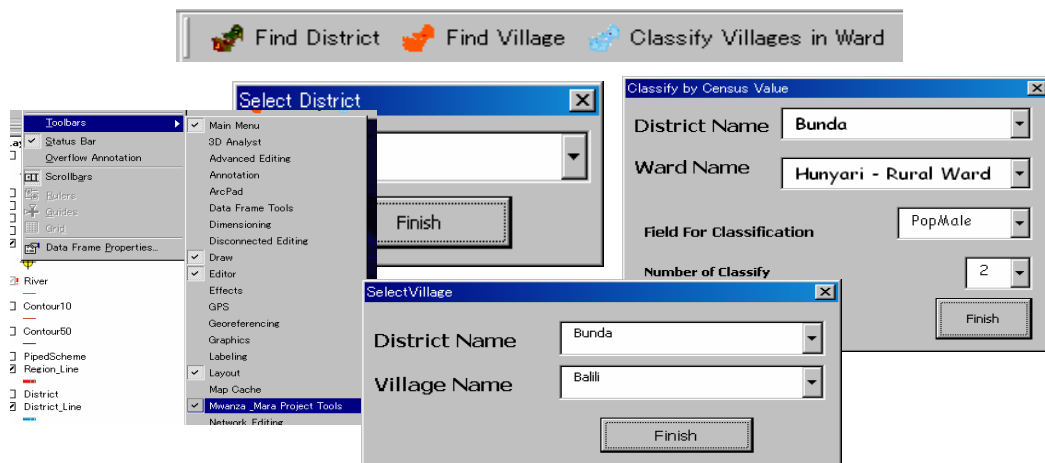 Find District Find Village Classify Villages in Ward
Select District
Finish
Classify by Census Value
District Name Bunda
Ward Name Hunyari - Rural Ward
Field For Classification PopMale
Number of Classify 2
Finish
Toolbars
Status Bar
Overflow Annotation
Scrollbars
Rulers
Guides
Grid
Data Frame Properties...
River
Contour10
Contour50
PipedScheme
Region_Line
District
District_Line
Main Menu
3D Analyst
Advanced Editing
Annotation
ArcPad
Data Frame Tools
Dimensioning
Disconnected Editing
Draw
Editor
Effects
GPS
Georeferencing
Graphics
Labeling
Layout
Map Cache
Mwanza _Mara Project Tools
Network Editing
SelectVillage
District Name Bunda
Village Name Balili
Finish